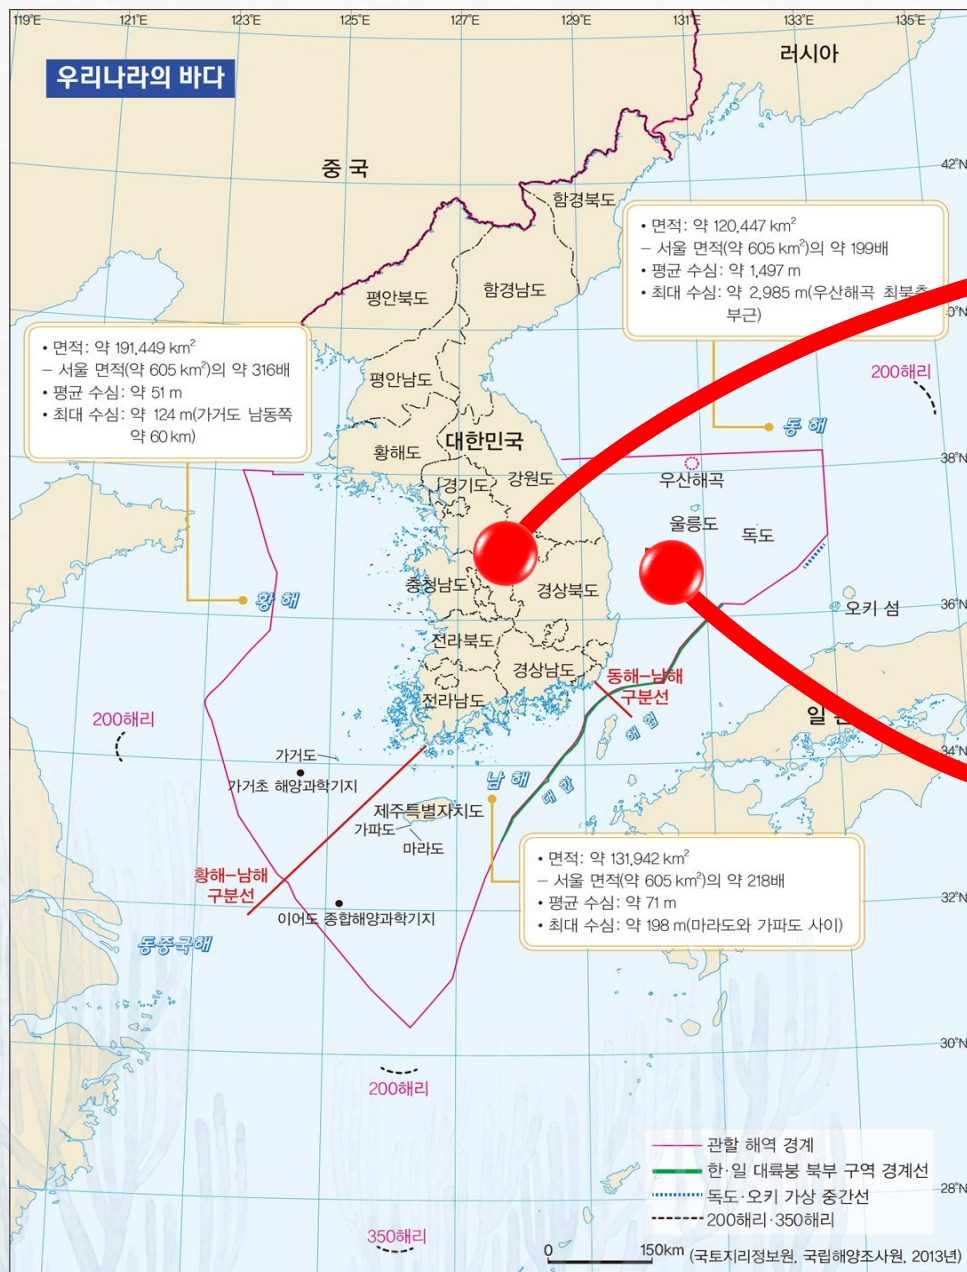 119°E 121°E 123°E 125°E 127°E 129°E 131°E 133°E 135°E
우리나라의 바다
러시아
중 국
42°N
함경북도
• 면적: 약 120,447 km²
– 서울 면적(약 605 km²)의 약 199배
• 평균 수심: 약 1,497 m
• 최대 수심: 약 2,985 m(우산해곡 최북측
부근)
평안북도
함경남도
• 면적: 약 191,449 km²
– 서울 면적(약 605 km²)의 약 316배
• 평균 수심: 약 51 m
• 최대 수심: 약 124 m(가거도 남동쪽
약 60 km)
평안남도
200해리
동 해
대한민국
황해도
38°N
경기도
강원도
우산해곡
울릉도
독도
충청남도
경상북도
황 해
36°N
오키 섬
전라북도
경상남도
동해–남해
구분선
전라남도
200해리
일
해 협
34°N
가거도
가거초 해양과학기지
남 해
대 한
제주특별자치도
가파도
마라도
• 면적: 약 131,942 km²
– 서울 면적(약 605 km²)의 약 218배
• 평균 수심: 약 71 m
• 최대 수심: 약 198 m(마라도와 가파도 사이)
황해–남해
구분선
32°N
이어도 종합해양과학기지
동중국해
30°N
200해리
관할 해역 경계
한·일 대륙붕 북부 구역 경계선
독도·오키 가상 중간선
200해리·350해리
28°N
350해리
0 150km (국토지리정보원, 국립해양조사원, 2013년)